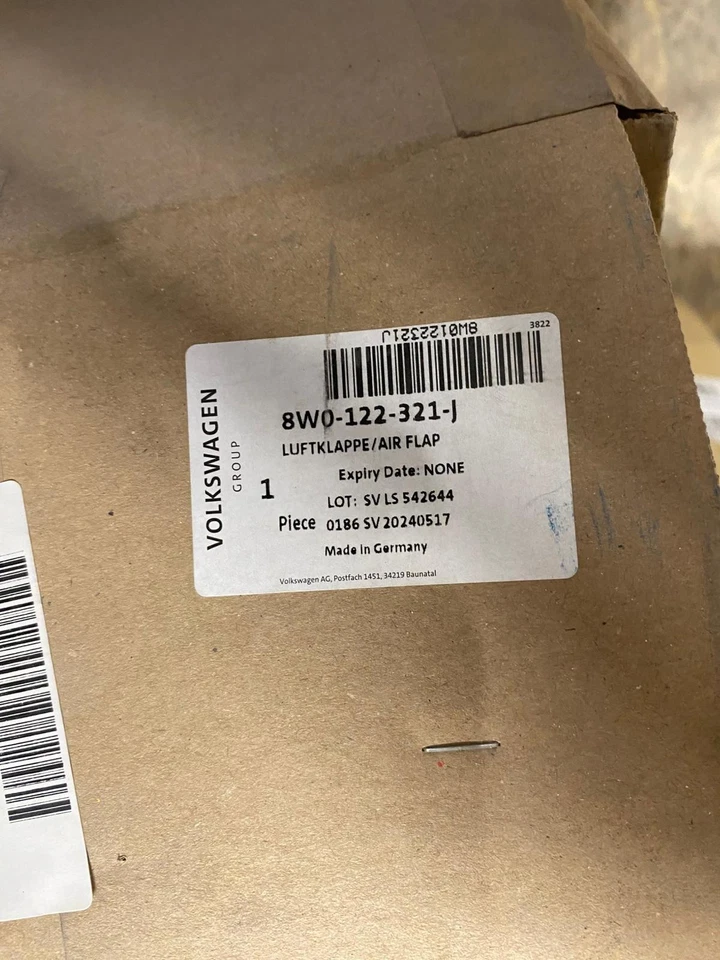 8W0122321J
3822
8W0-122-321-J
LUFTKLAPPE/AIR FLAP
Expiry Date: NONE
1
LOT: SV LS 542644
Piece 0186 SV 20240517
Made in Germany
Volkswagen AG, Postfach 1451, 34219 Baunatal
VOLKSWAGEN
GROUP